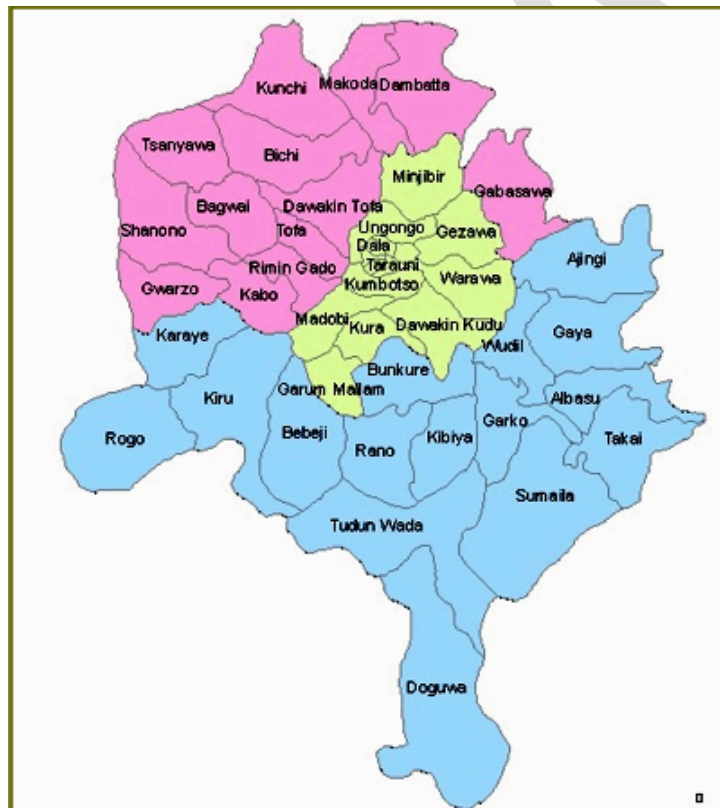 Kunchi
Makoda
Dambatta
Tsanyawa
Bichi
Minjibir
Gabasawa
Bagwai
Dawakin Tofa
Shanono
Tofa
Ungongo
Gezawa
Dala
Ajingi
Rimin Gado
Tarauni
Gwarzo
Kabo
Kumbotso
Warawa
Madobi
Kura
Dawakin Kudu
Gaya
Karaye
Wudil
Bunkure
Garum Mallam
Kiru
Albasu
Rogo
Bebeji
Rano
Kibiya
Garko
Takai
Sumaila
Tudun Wada
Doguwa